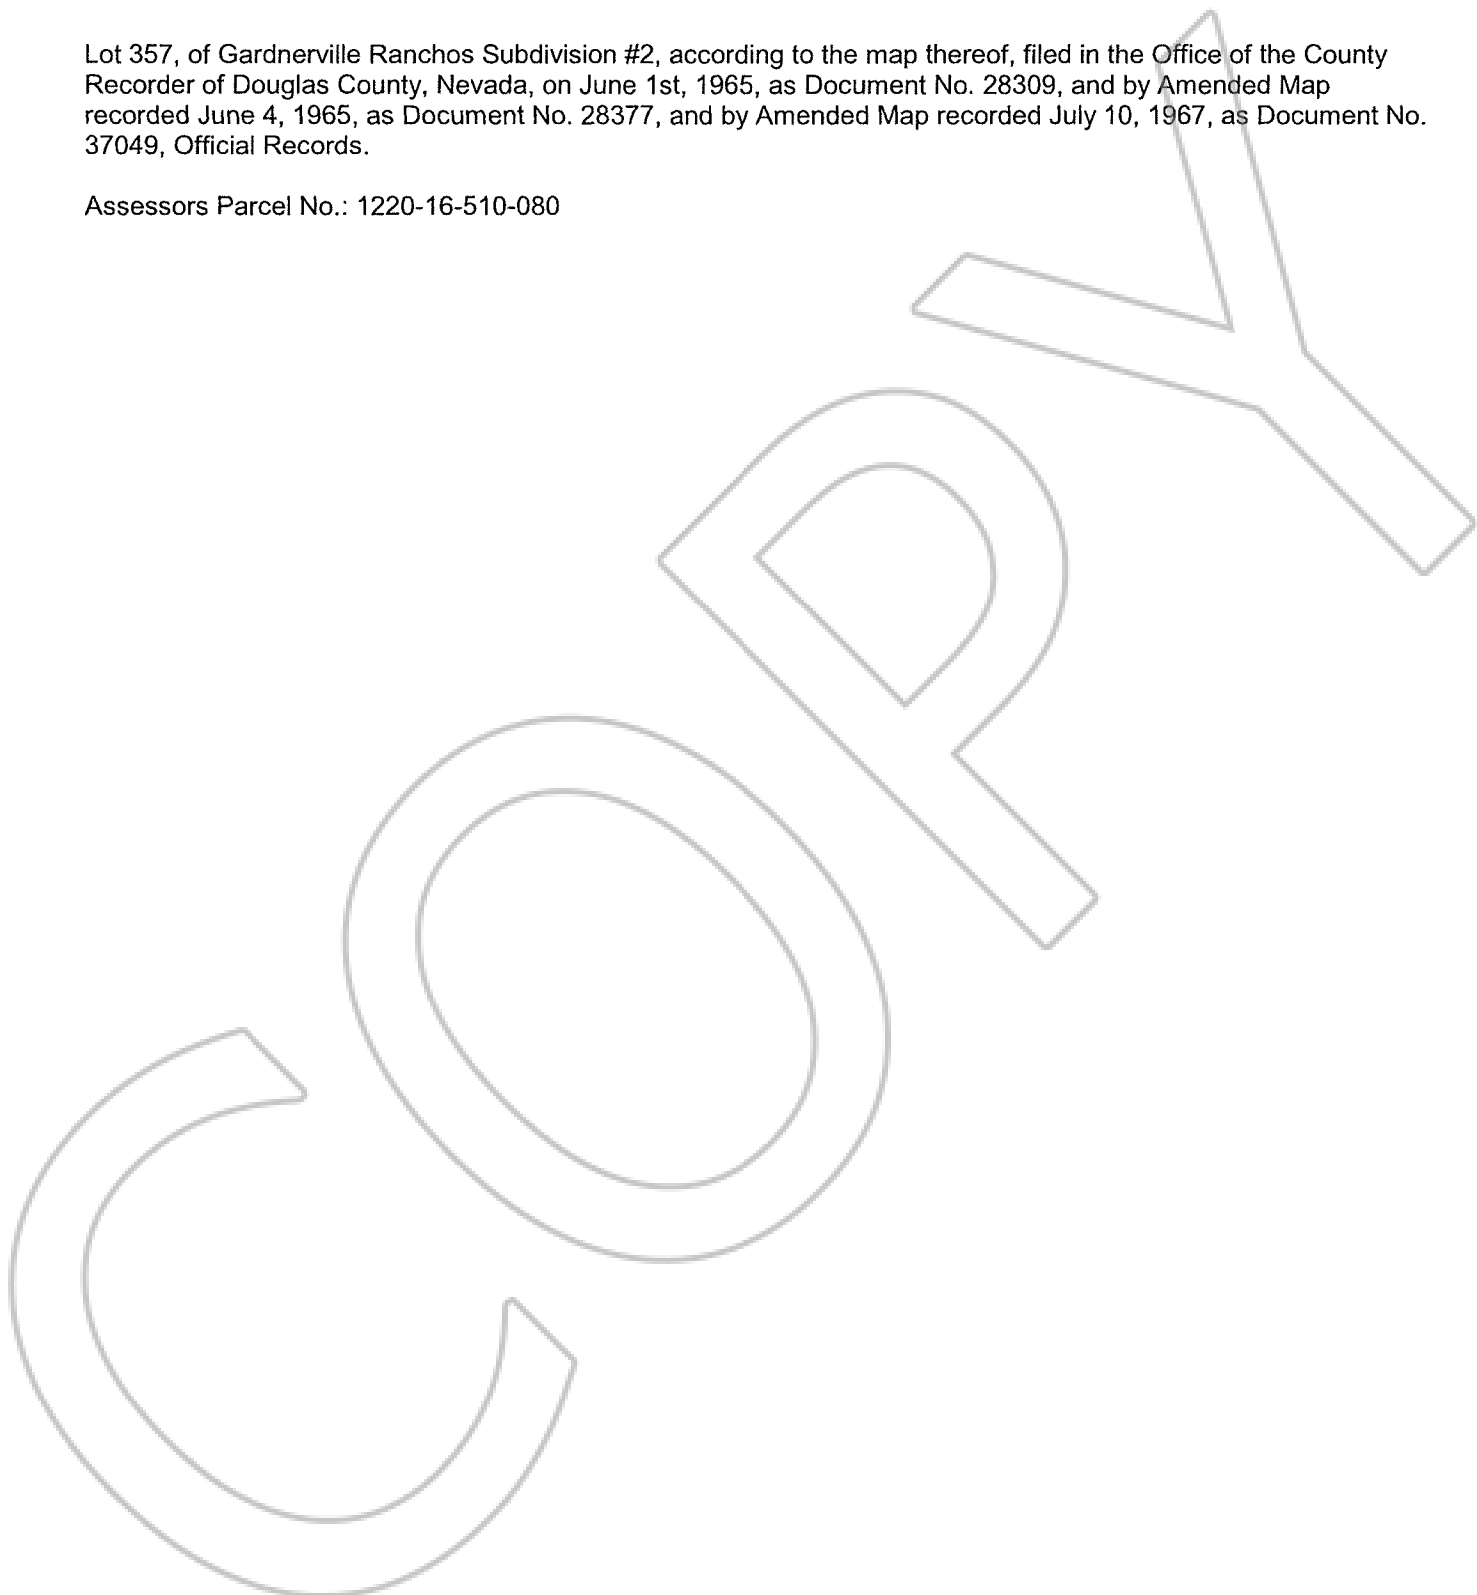 Lot 357, of Gardnerville Ranchos Subdivision #2, according to the map thereof, filed in the Office of the County
Recorder of Douglas County, Nevada, on June 1st, 1965, as Document No. 28309, and by Amended Map
recorded June 4, 1965, as Document No. 28377, and by Amended Map recorded July 10, 1967, as Document No.
37049, Official Records.
Assessors Parcel No.: 1220-16-510-080
COPY